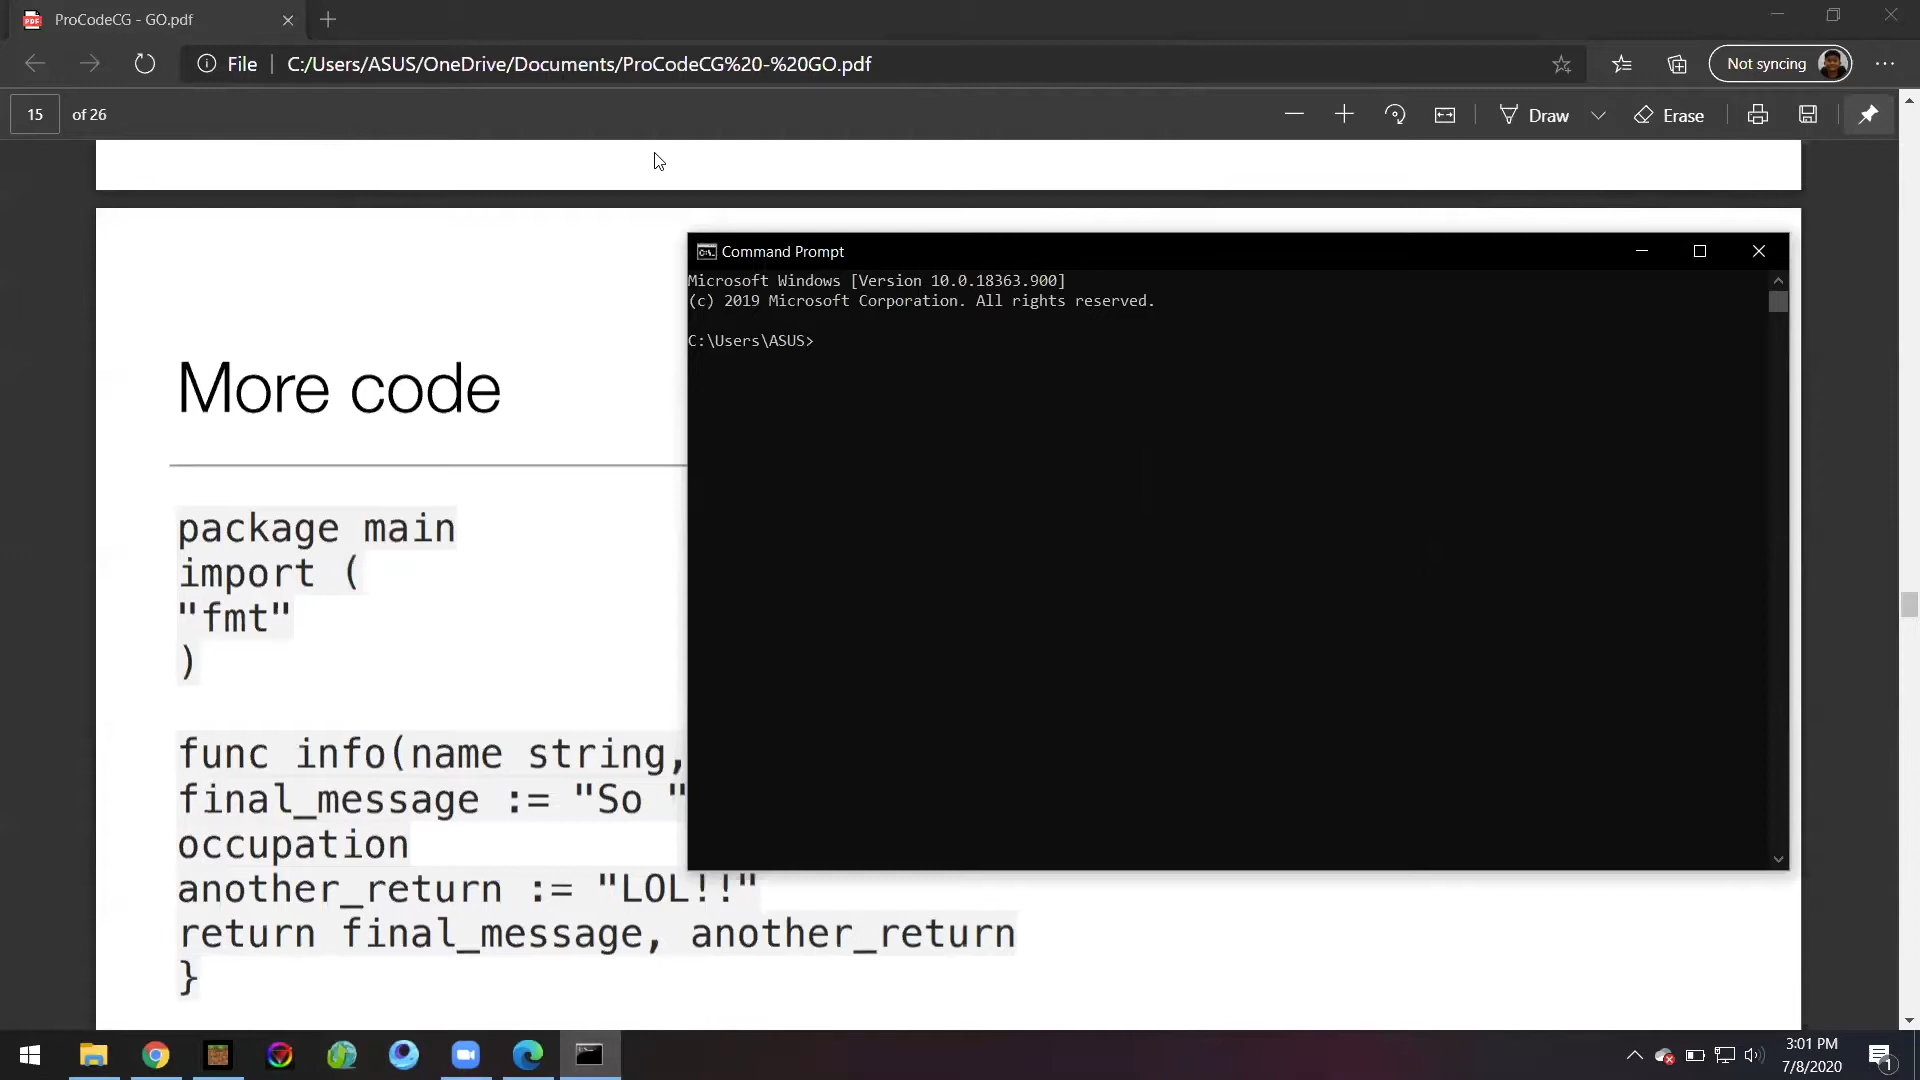 ProCodeCG - GO.pdf
File
C:/Users/ASUS/OneDrive/Documents/ProCodeCG%20-%20GO.pdf
Not syncing
15
of 26
Draw
Erase
Command Prompt
Microsoft Windows [Version 10.0.18363.900]
(c) 2019 Microsoft Corporation. All rights reserved.
C:\Users\ASUS>
More code
package main
import (
"fmt"
)
func info(name string,
final_message := "So "
occupation
another_return := "LOL!!"
return final_message, another_return
}
3:01 PM
7/8/2020
1